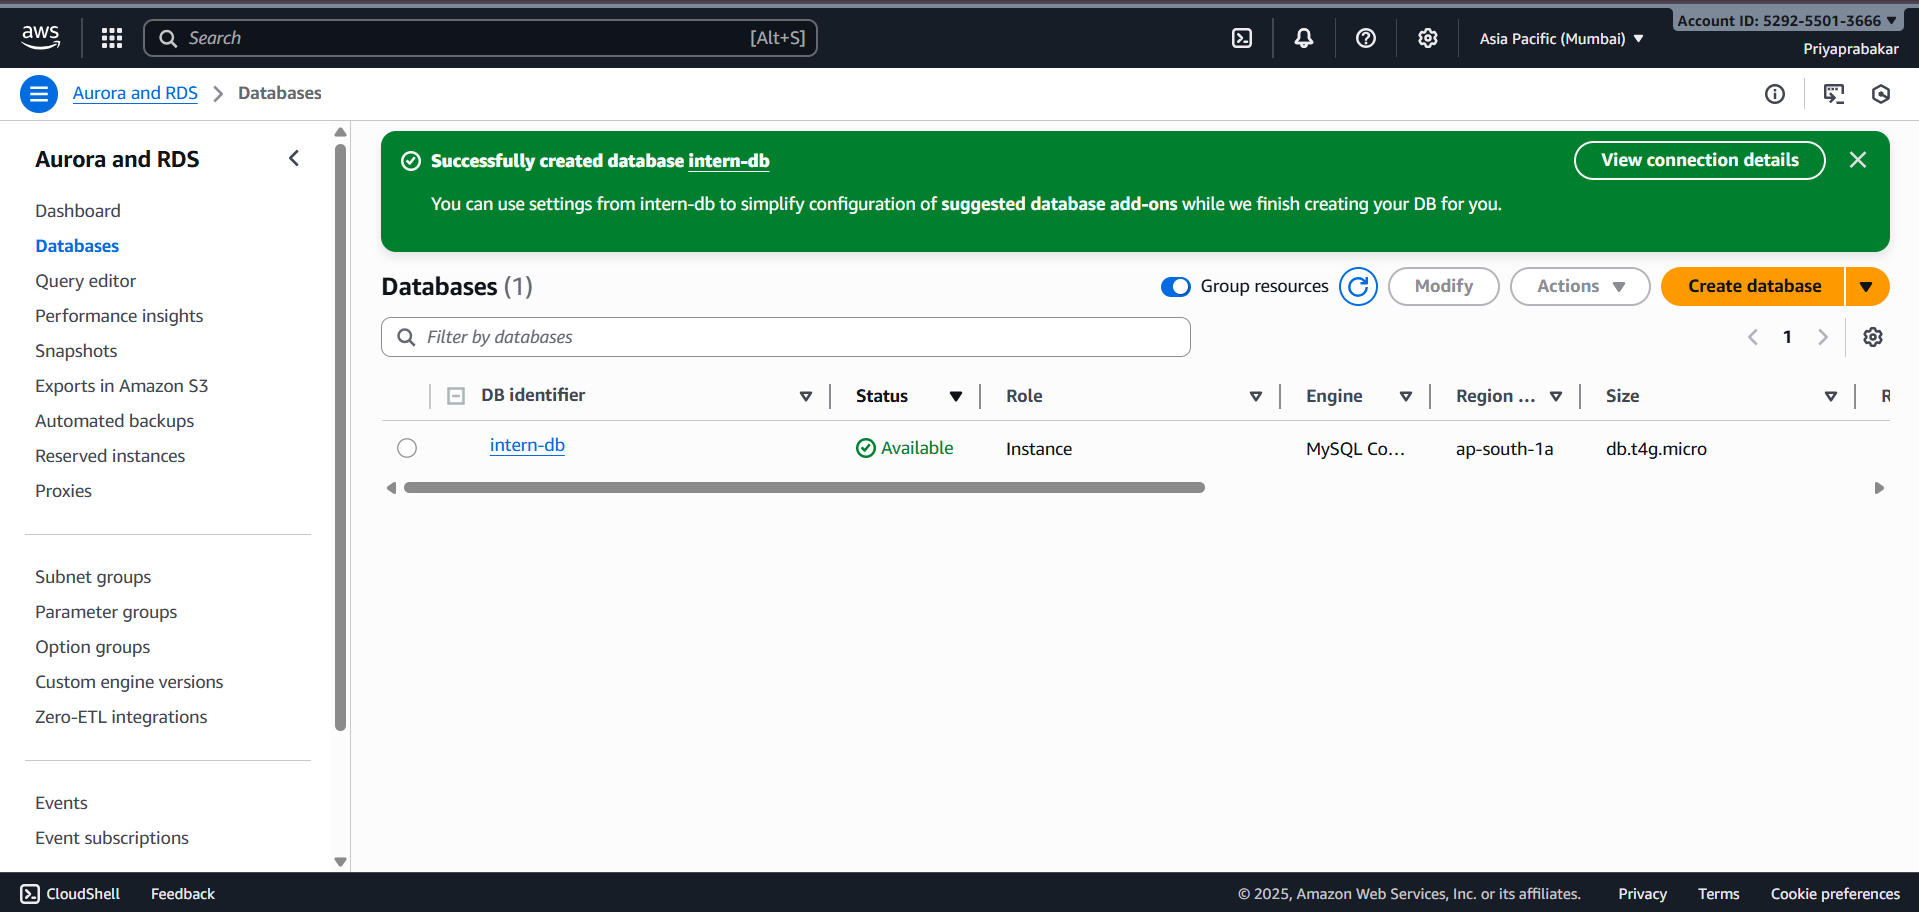 aws
Search [Alt+S]
Asia Pacific (Mumbai)
Account ID: 5292-5501-3666
Priyaprabakar
Aurora and RDS
Databases
Aurora and RDS
Dashboard
Databases
Query editor
Performance insights
Snapshots
Exports in Amazon S3
Automated backups
Reserved instances
Proxies
Subnet groups
Parameter groups
Option groups
Custom engine versions
Zero-ETL integrations
Events
Event subscriptions
Successfully created database intern-db
View connection details
You can use settings from intern-db to simplify configuration of suggested database add-ons while we finish creating your DB for you.
Databases (1)
Group resources
Modify
Actions
Create database
Filter by databases
1
DB identifier Status Role Engine Region ... Size R
intern-db Available Instance MySQL Co... ap-south-1a db.t4g.micro
CloudShell Feedback
© 2025, Amazon Web Services, Inc. or its affiliates. Privacy Terms Cookie preferences